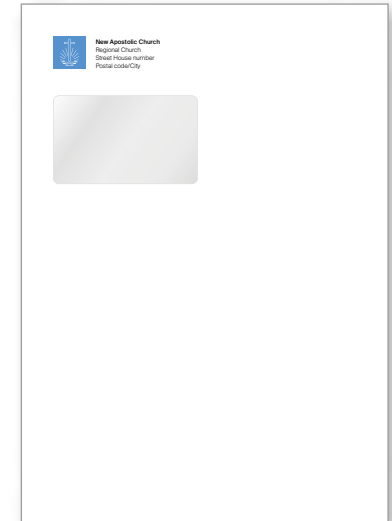 New Apostolic Church
Regional Church
Street House number
Postal code/City